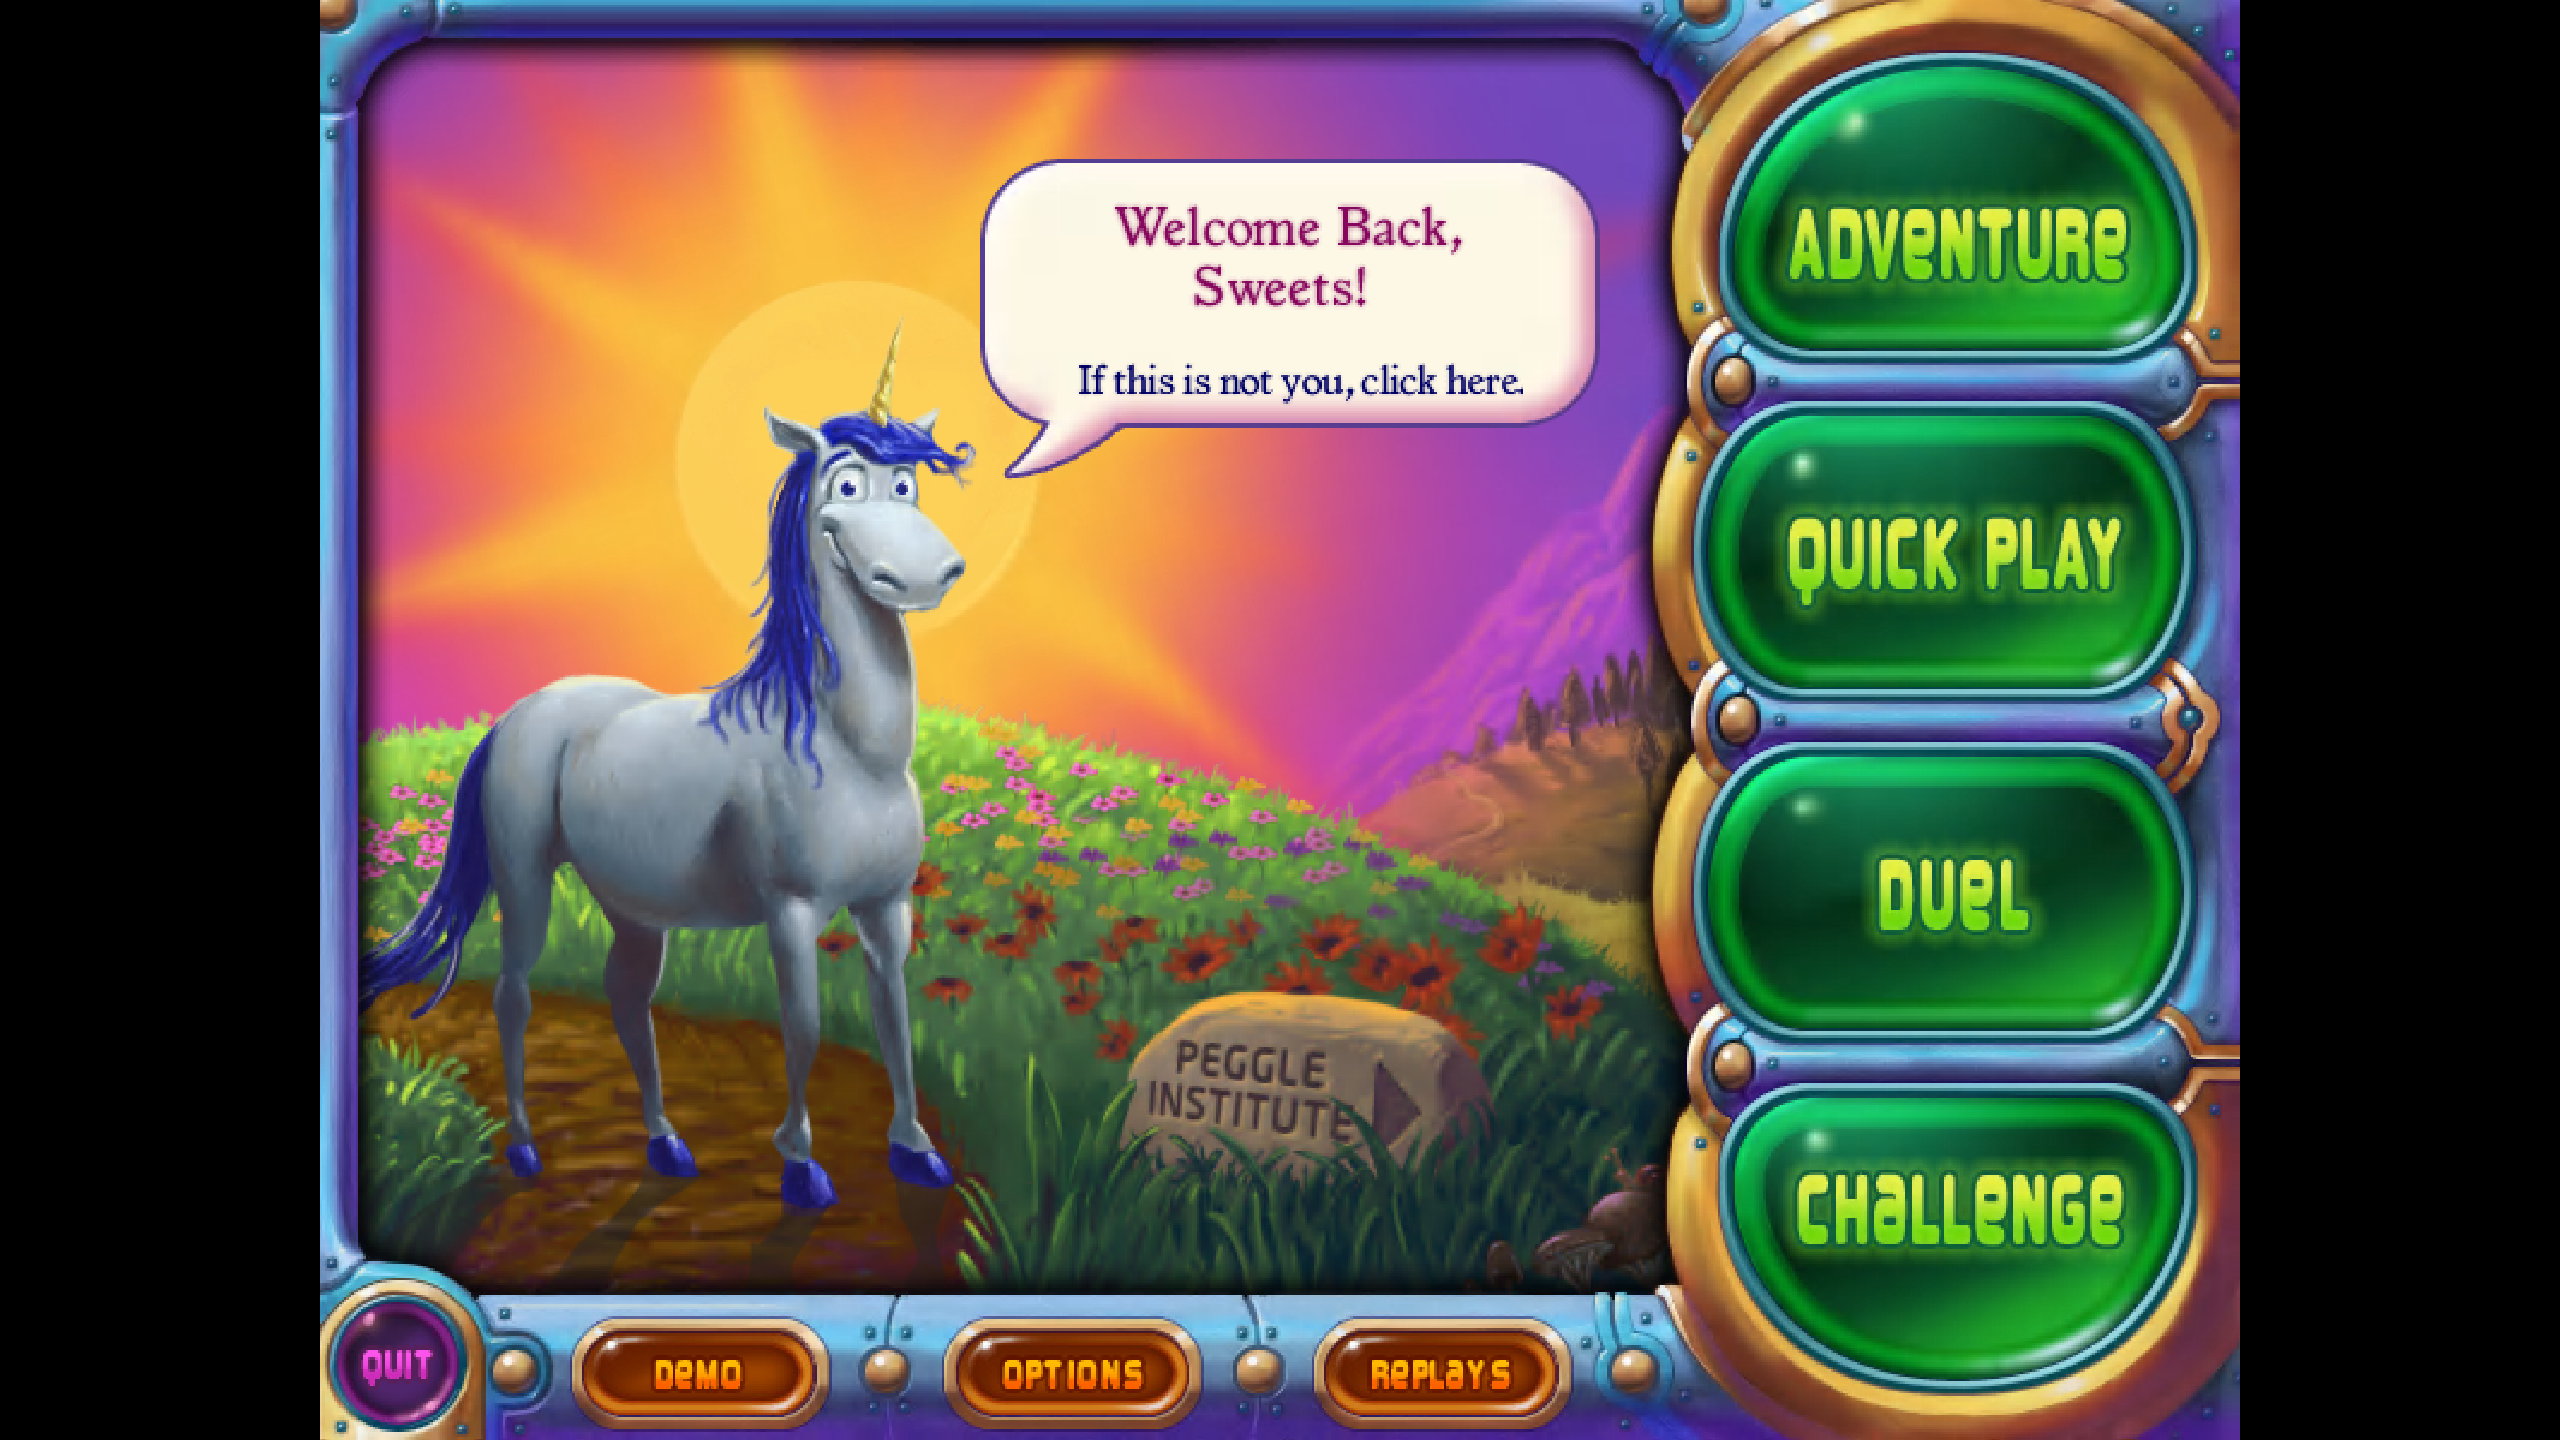 Welcome Back,
Sweets!
If this is not you, click here.
ADVENTURE
QUICK PLAY
DUEL
CHALLENGE
PEGGLE
INSTITUTE
QUIT
DEMO
OPTIONS
REPLAYS